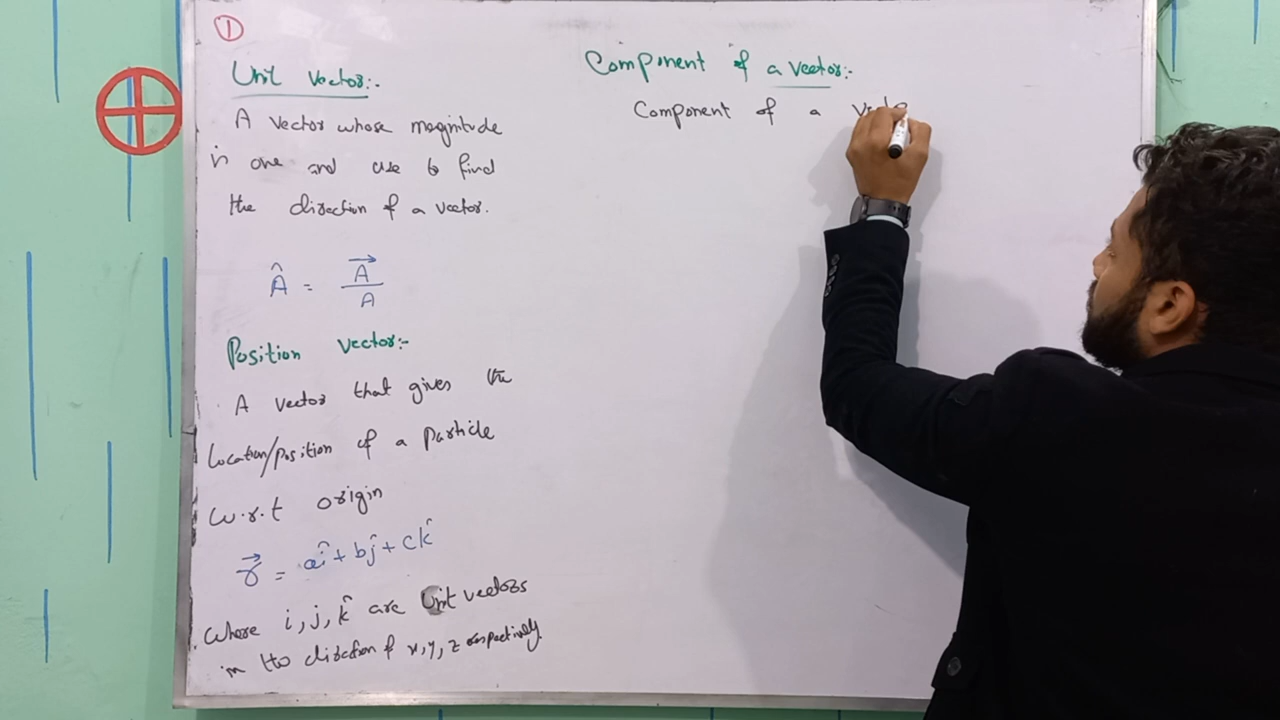 ①
Unit Vector:-
A vector whose magnitude
is one and use to find
the direction of a vector.
Â = A⃗ / A
Position vector:-
A vector that gives the
Location/position of a Particle
w.r.t origin
r⃗ = aî + bĵ + ck̂
where i, j, k̂ are Unit vectors
in the direction of x, y, z respectively.
Component of a vector:-
Component of a